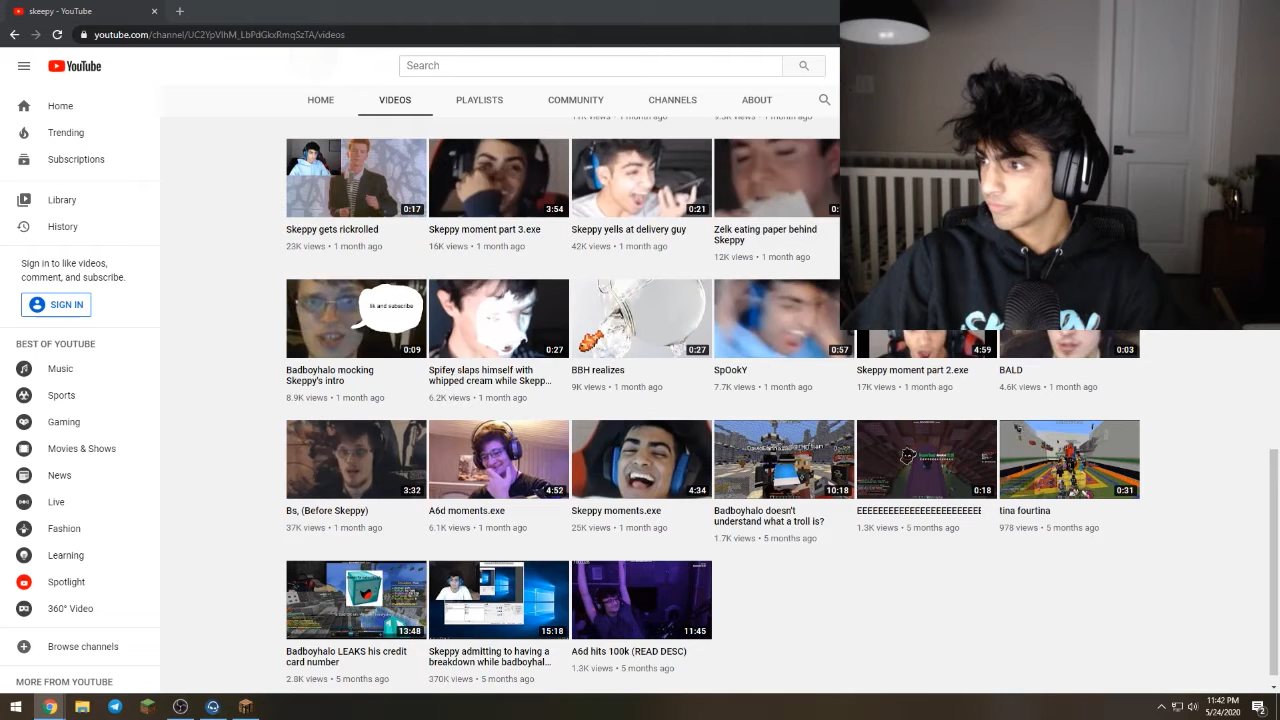 skeepy - YouTube
youtube.com/channel/UC2YpVlhM_LbPdGkxRmqSzTA/videos
YouTube
Search
HOME VIDEOS PLAYLISTS COMMUNITY CHANNELS ABOUT
Home
Trending
Subscriptions
Library
History
Sign in to like videos,
comment, and subscribe.
SIGN IN
BEST OF YOUTUBE
Music
Sports
Gaming
Movies & Shows
News
Live
Fashion
Learning
Spotlight
360° Video
Browse channels
MORE FROM YOUTUBE
0:17 3:54 0:21 0:
Skeppy gets rickrolled
23K views • 1 month ago
Skeppy moment part 3.exe
16K views • 1 month ago
Skeppy yells at delivery guy
42K views • 1 month ago
Zelk eating paper behind
Skeppy
12K views • 1 month ago
lik and subscribe
0:09 0:27 0:27 0:57 4:59 0:03
Badboyhalo mocking
Skeppy's intro
8.9K views • 1 month ago
Spifey slaps himself with
whipped cream while Skepp...
6.2K views • 1 month ago
BBH realizes
9K views • 1 month ago
SpOokY
7.7K views • 1 month ago
Skeppy moment part 2.exe
17K views • 1 month ago
BALD
4.6K views • 1 month ago
3:32 4:52 4:34 10:18 0:18 0:31
Bs, (Before Skeppy)
37K views • 1 month ago
A6d moments.exe
6.1K views • 1 month ago
Skeppy moments.exe
25K views • 1 month ago
Badboyhalo doesn't
understand what a troll is?
1.7K views • 5 months ago
EEEEEEEEEEEEEEEEEEEEEEE
1.3K views • 5 months ago
tina fourtina
978 views • 5 months ago
13:48 15:18 11:45
Badboyhalo LEAKS his credit
card number
2.8K views • 5 months ago
Skeppy admitting to having a
breakdown while badboyhal...
370K views • 5 months ago
A6d hits 100k (READ DESC)
1.3K views • 5 months ago
11:42 PM
5/24/2020
2